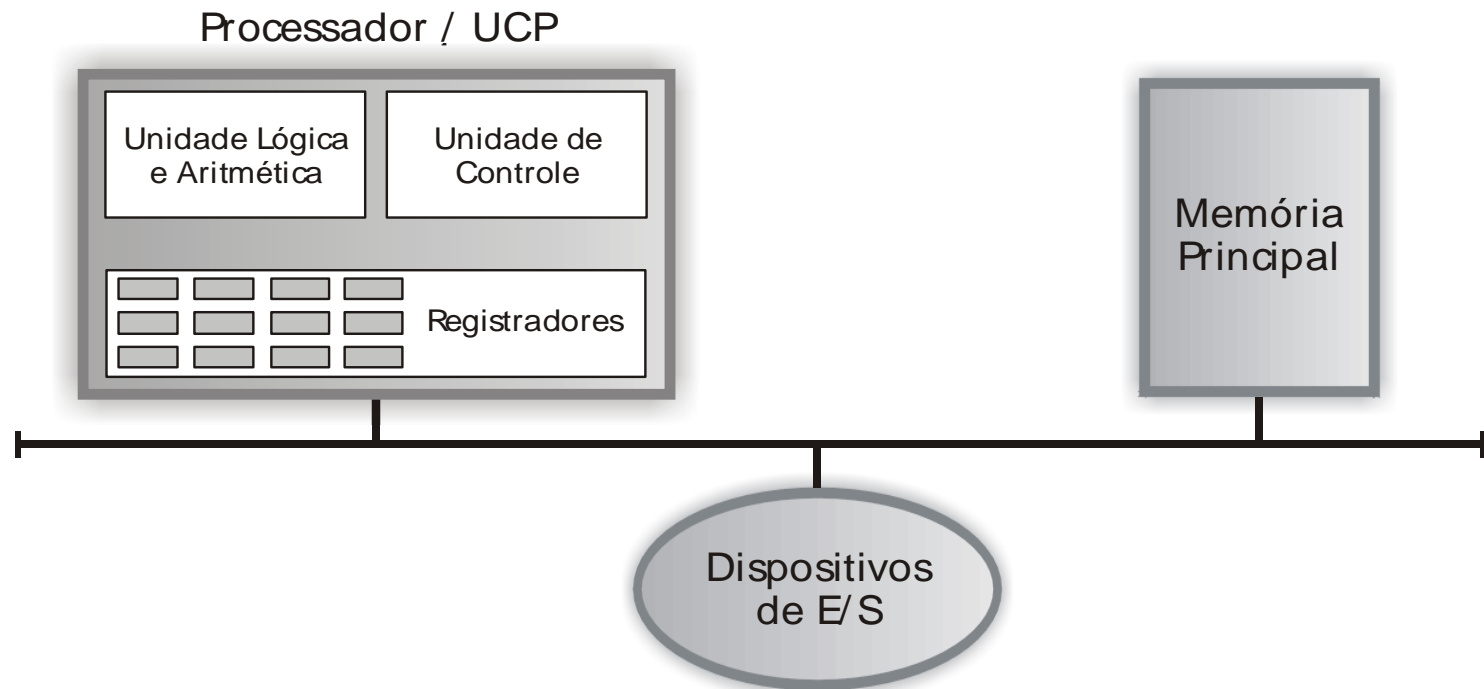 Processador / UCP
Unidade Lógica
e Aritmética
Unidade de
Controle
Registradores
Memória
Principal
Dispositivos
de E/S